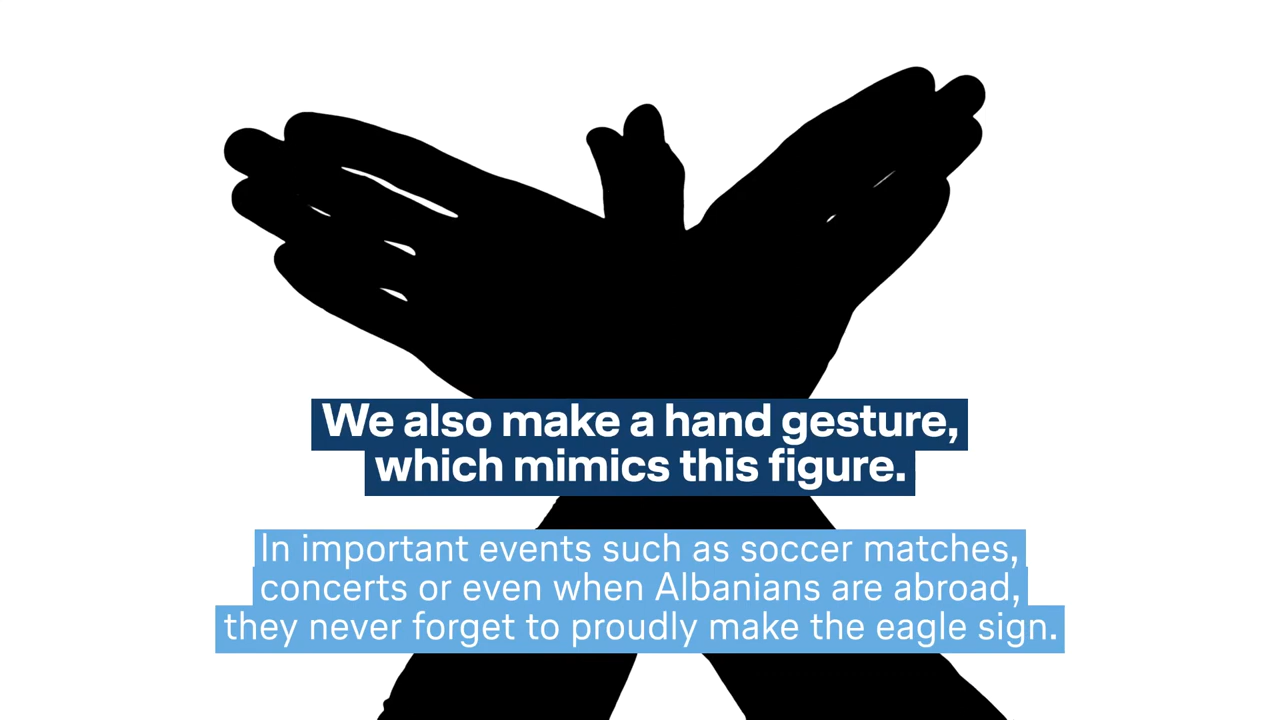 We also make a hand gesture,
which mimics this figure.
In important events such as soccer matches,
concerts or even when Albanians are abroad,
they never forget to proudly make the eagle sign.